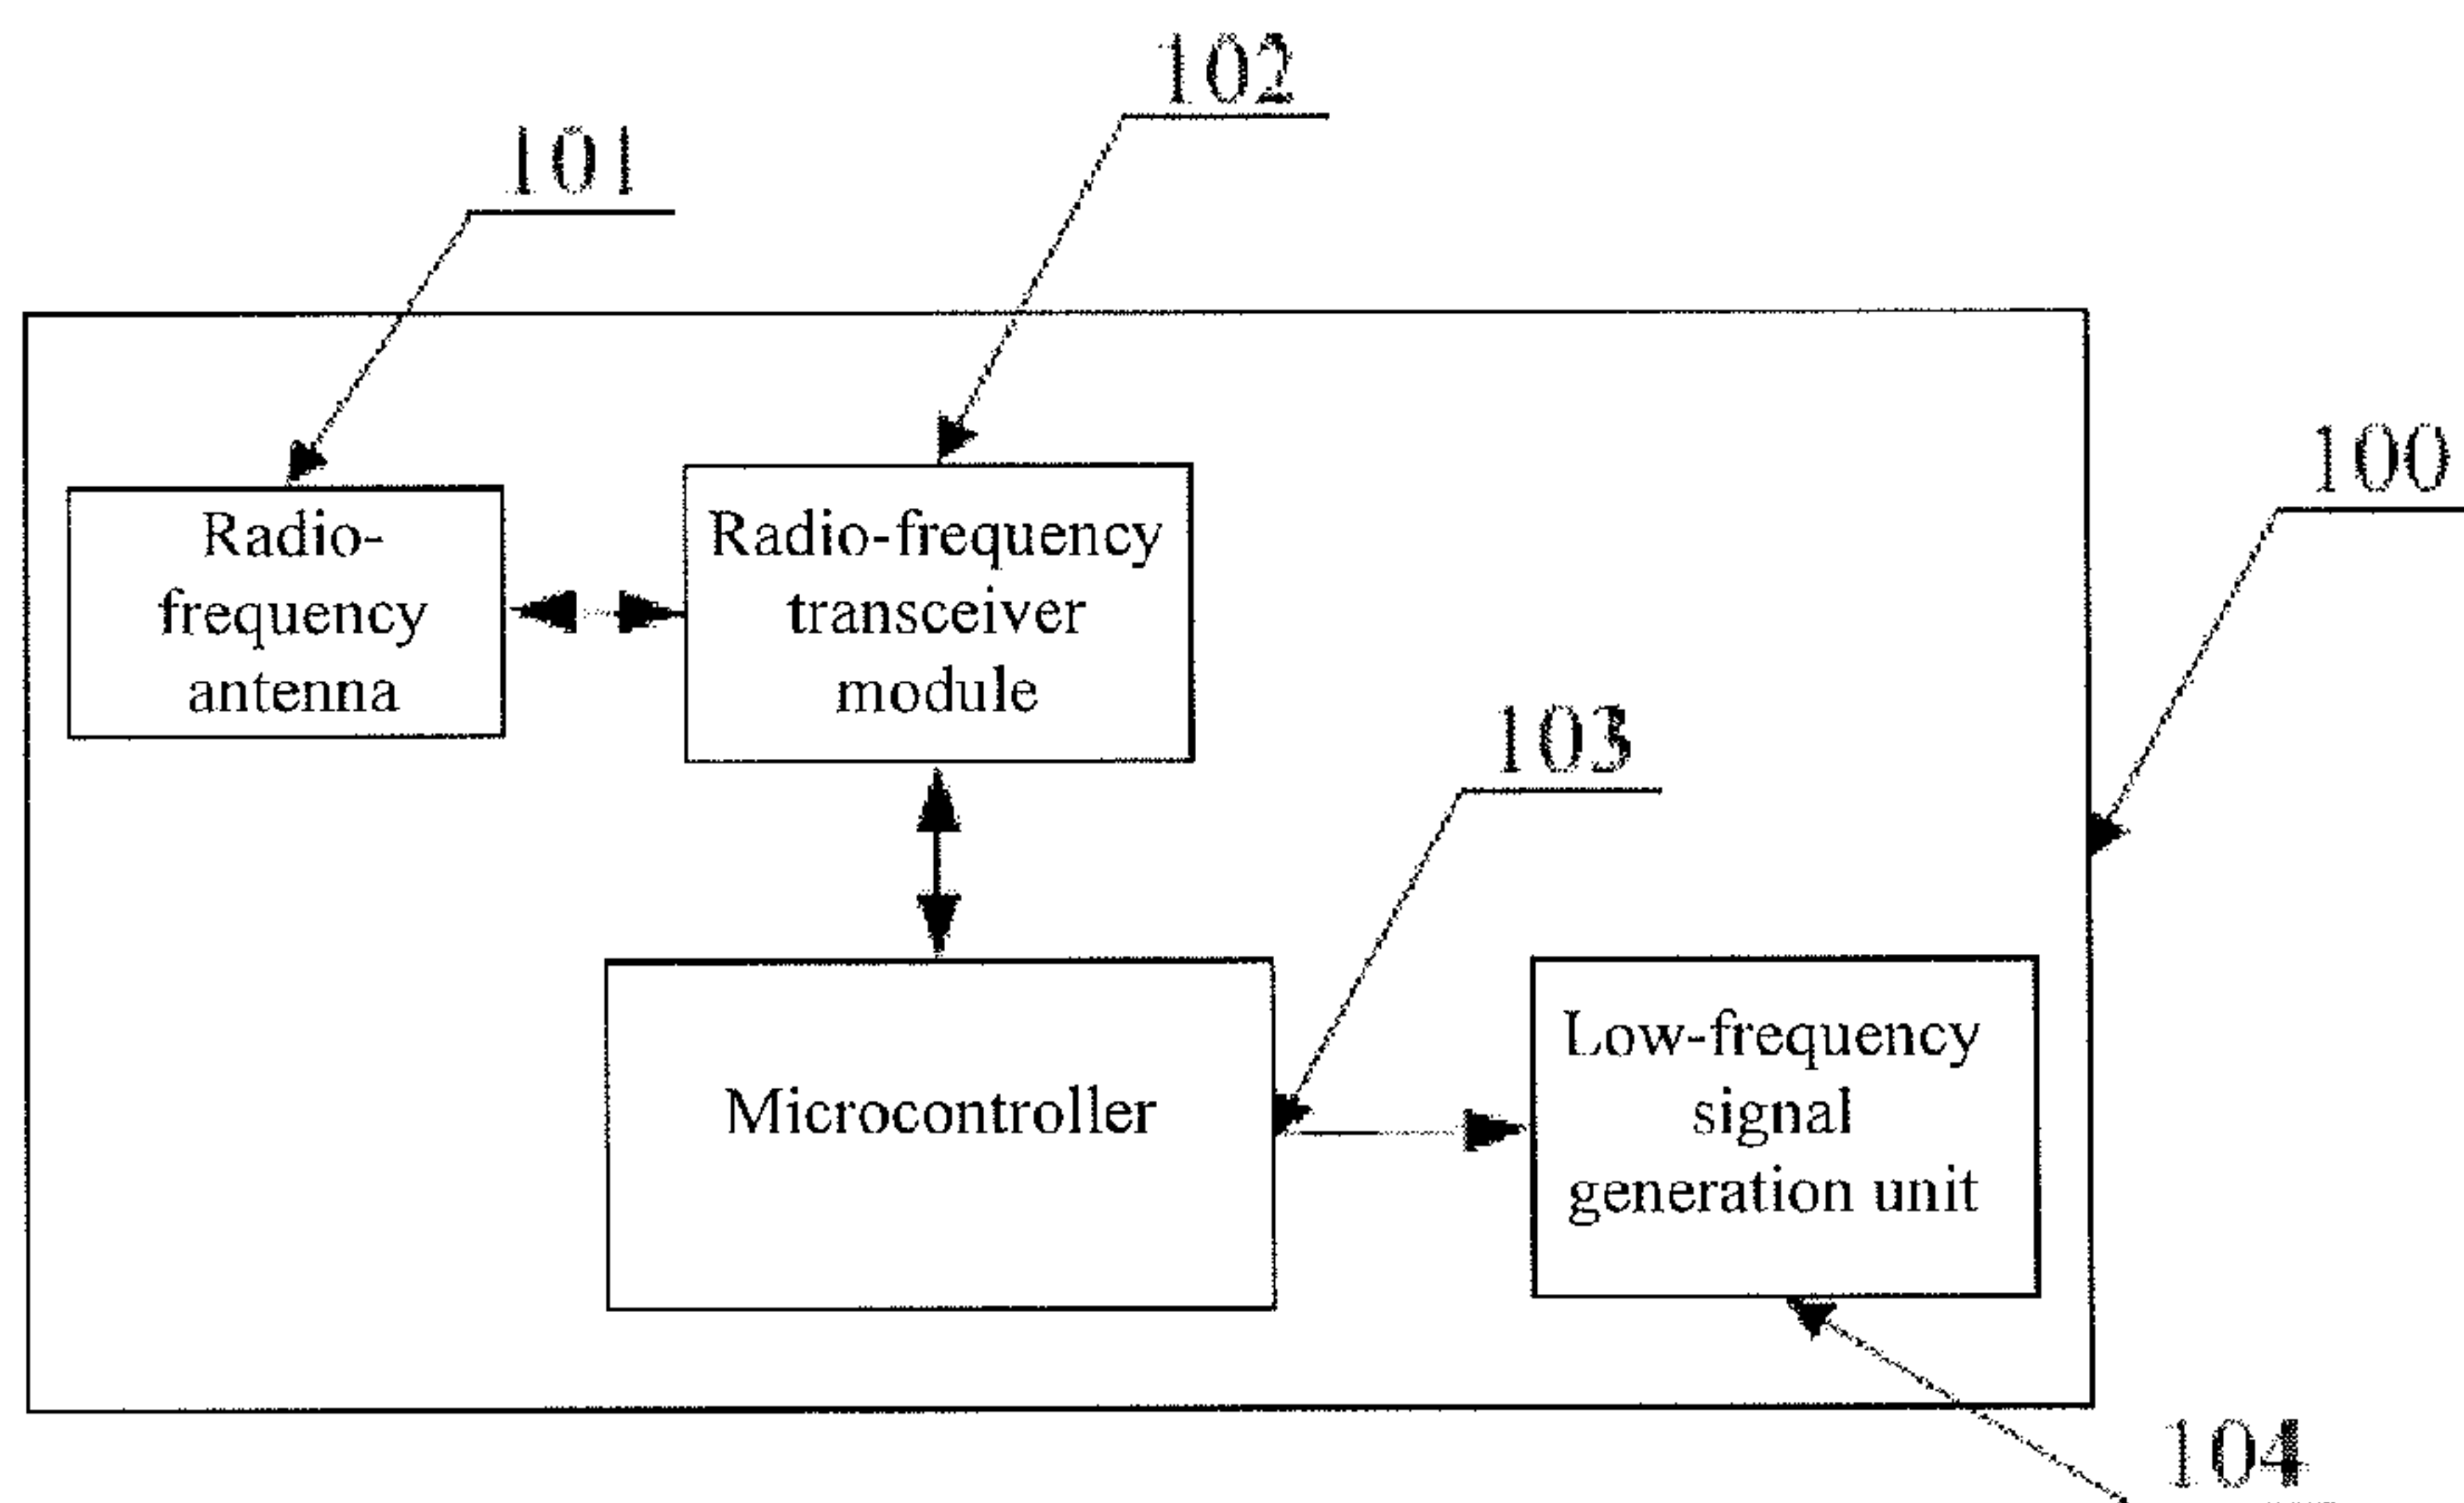 102
101
100
Radio-
frequency
antenna
Radio-frequency
transceiver
module
103
Microcontroller
Low-frequency
signal
generation unit
104